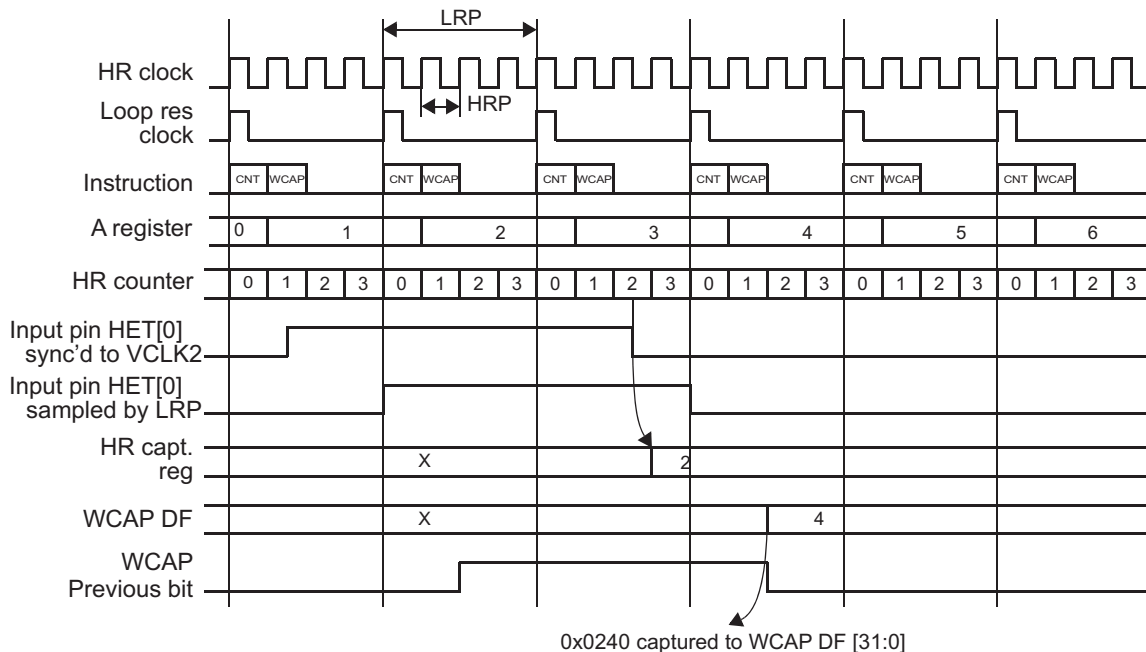 LRP
HR clock
HRP
Loop res
clock
Instruction CNT WCAP CNT WCAP CNT WCAP CNT WCAP CNT WCAP CNT WCAP
A register 0 1 2 3 4 5 6
HR counter 0 1 2 3 0 1 2 3 0 1 2 3 0 1 2 3 0 1 2 3 0 1 2 3
Input pin HET[0]
sync'd to VCLK2
Input pin HET[0]
sampled by LRP
HR capt.
reg
X 2
WCAP DF X 4
WCAP
Previous bit
0x0240 captured to WCAP DF [31:0]